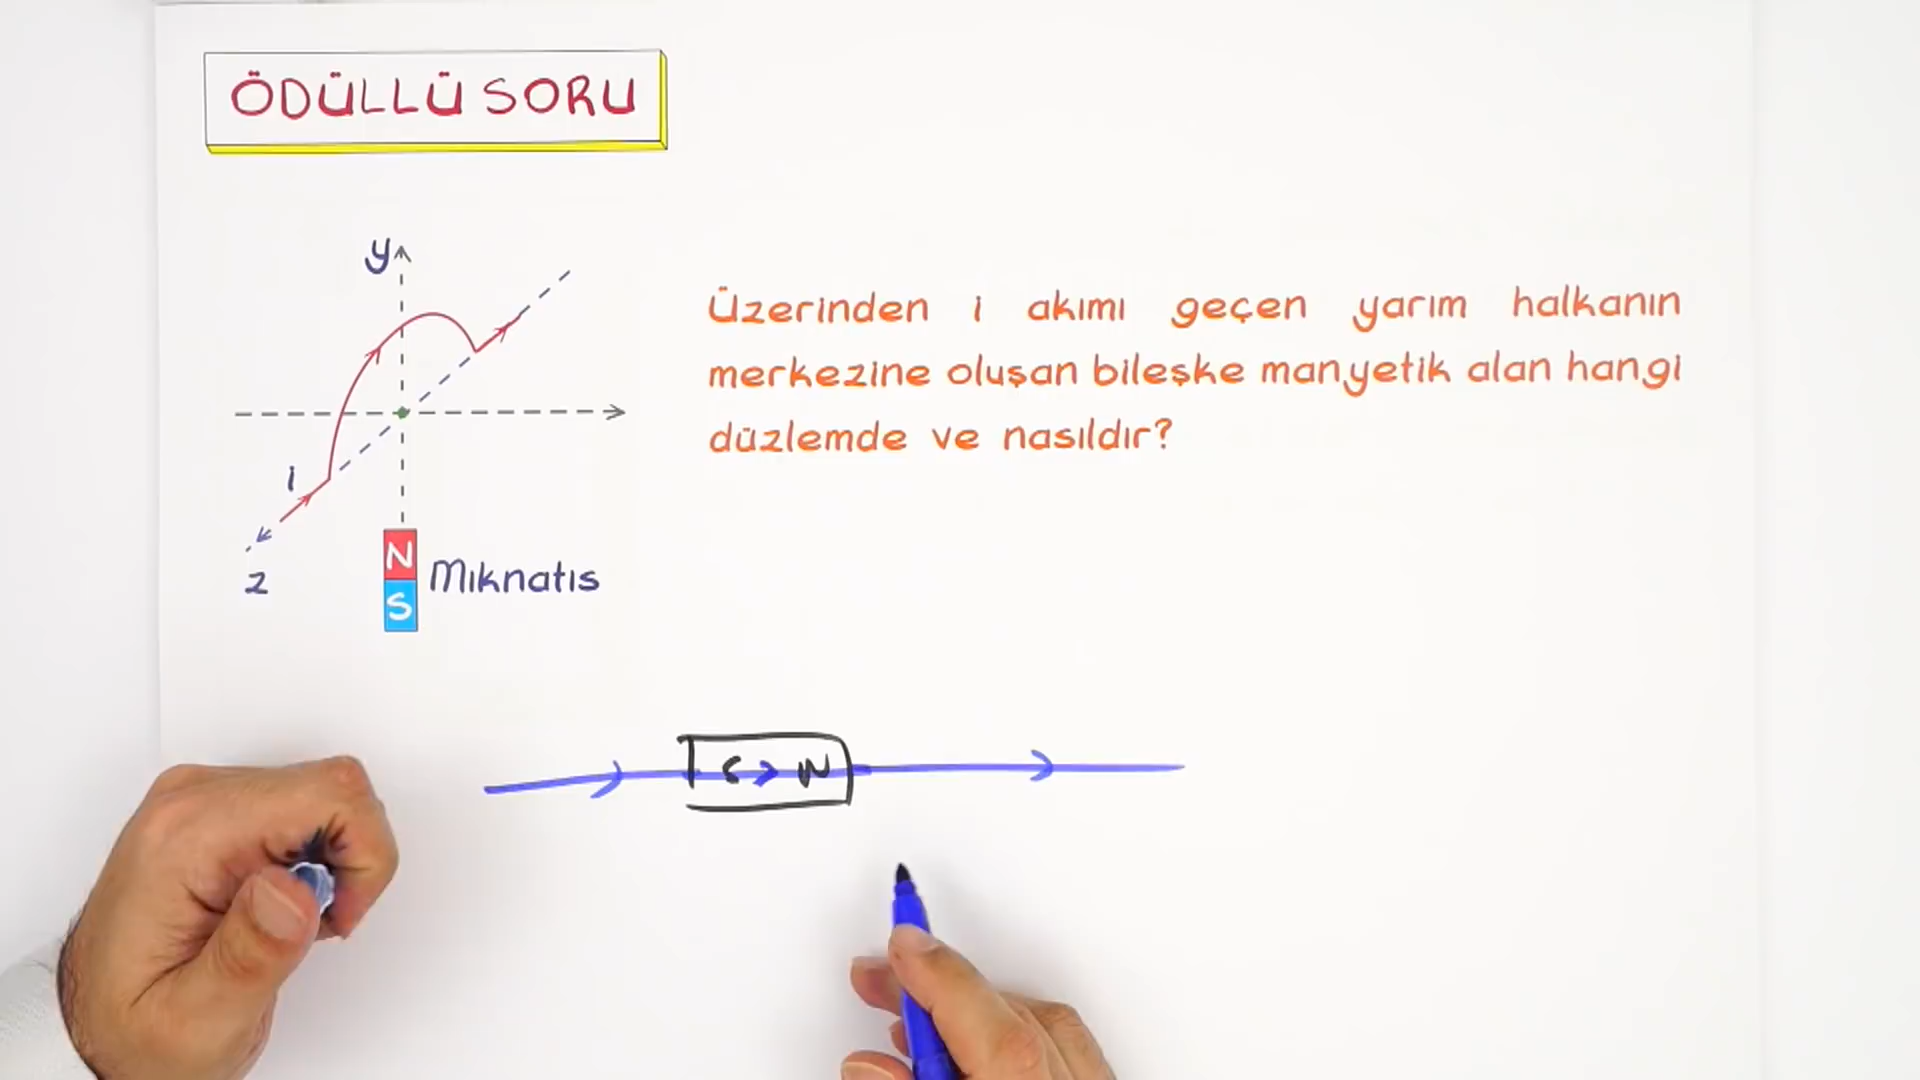 ÖDÜLLÜ SORU
y
Üzerinden i akımı geçen yarım halkanın
merkezine oluşan bileşke manyetik alan hangi
düzlemde ve nasıldır?
i
z
N
S
Mıknatıs
S N